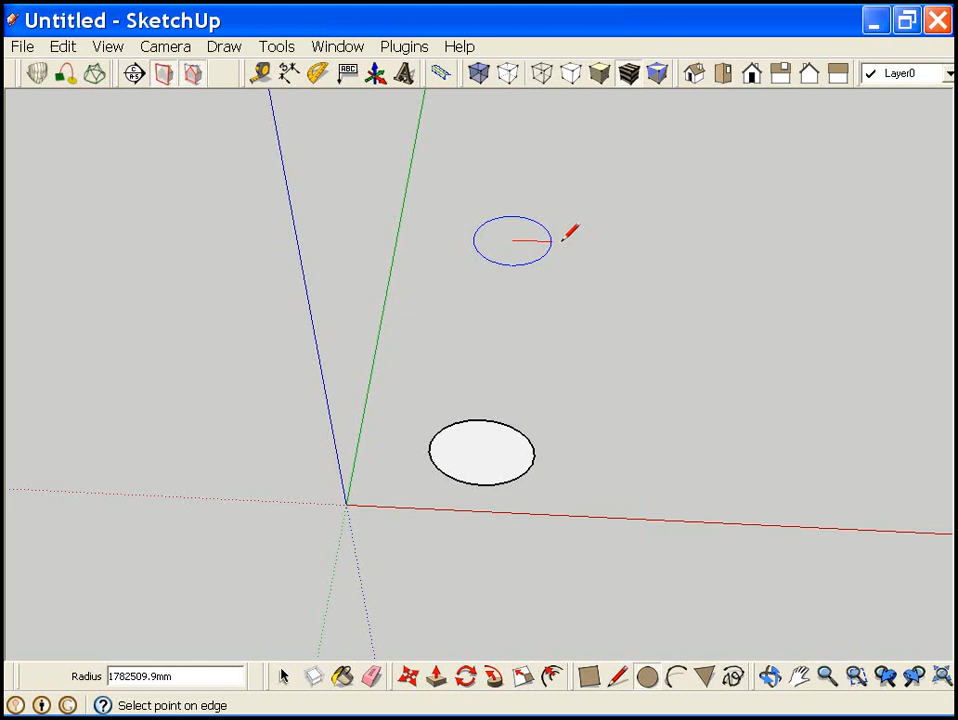 Untitled - SketchUp
File Edit View Camera Draw Tools Window Plugins Help
ABC Layer0
Radius 1782509.9mm
Select point on edge